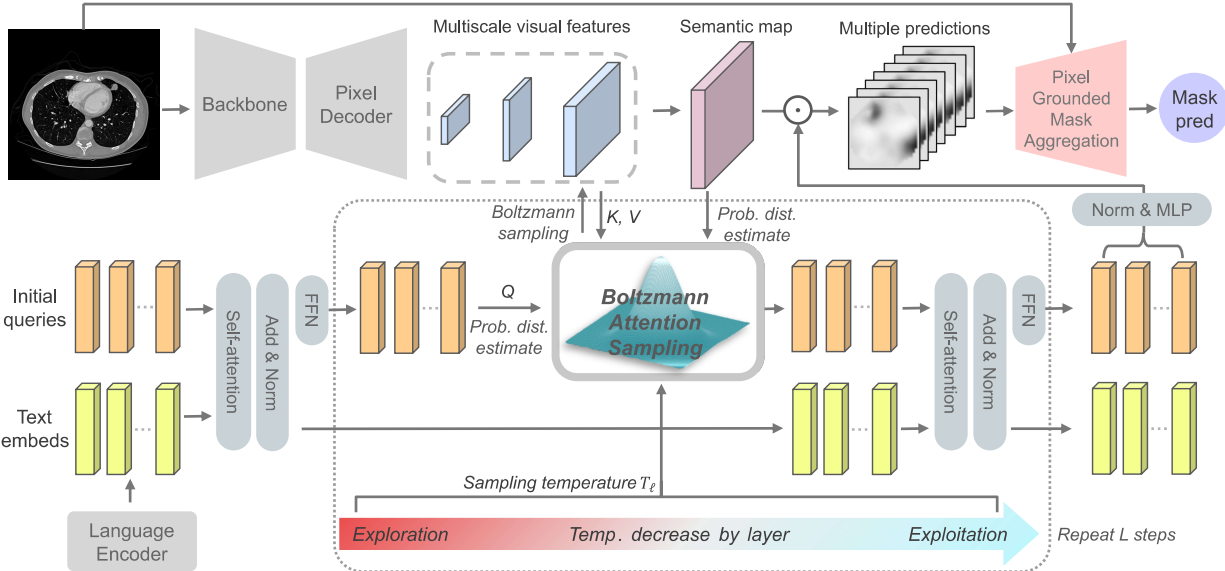 Multiscale visual features
Semantic map
Multiple predictions
Backbone
Pixel
Decoder
Pixel
Grounded
Mask
Aggregation
Mask
pred
Boltzmann
sampling
K, V
Prob. dist.
estimate
Norm & MLP
Initial
queries
Self-attention
Add & Norm
FFN
Q
Prob. dist.
estimate
Boltzmann
Attention
Sampling
Self-attention
Add & Norm
FFN
Text
embeds
Sampling temperature Tℓ
Language
Encoder
Exploration
Temp. decrease by layer
Exploitation
Repeat L steps